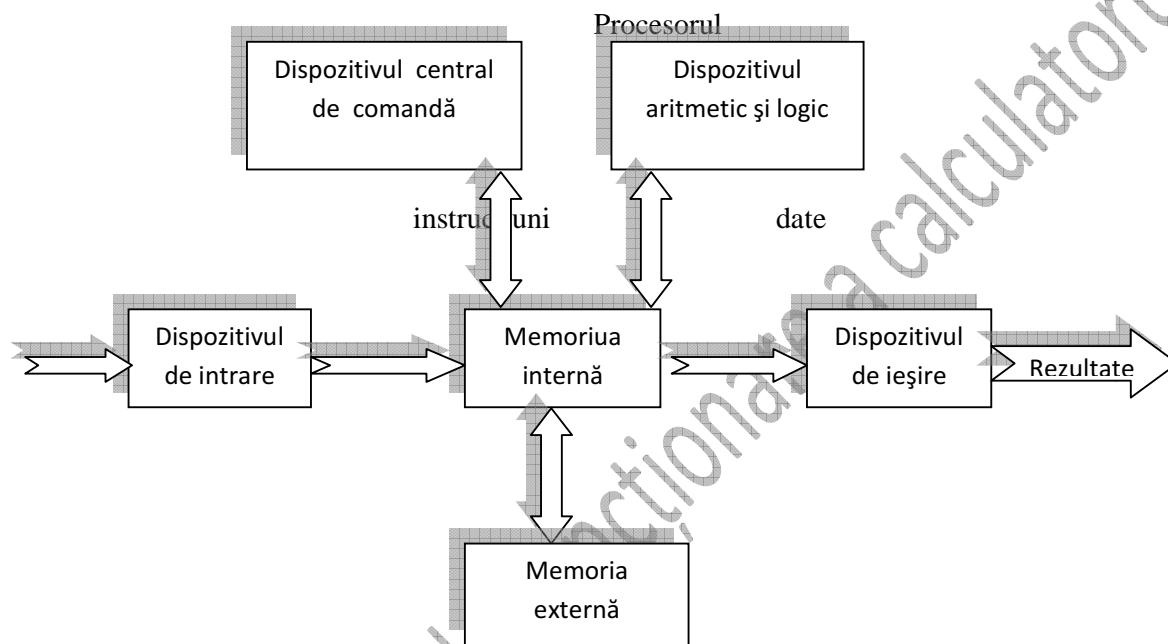 Procesorul
Dispozitivul central
de comandă
Dispozitivul
aritmetic şi logic
date
Dispozitivul
de intrare
Memoriua
internă
Dispozitivul
de ieşire
Rezultate
Memoria
externă
a calculatoru